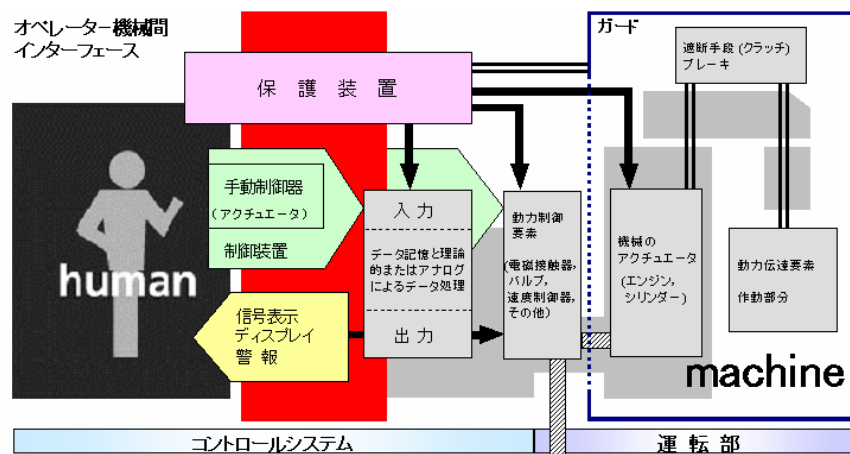 オペレーター機械間
インターフェース
ガード
遮断手段(クラッチ)
ブレーキ
保護装置
手動制御器
(アクチュエータ)
制御装置
入力
データ記憶と理論
的またはアナログ
によるデータ処理
出力
動力制御
要素
(電磁接触器,
バルブ,
速度制御器,
その他)
機械の
アクチュエータ
(エンジン,
シリンダー)
動力伝達要素
作動部分
human
信号表示
ディスプレイ
警報
machine
コントロールシステム
運転部